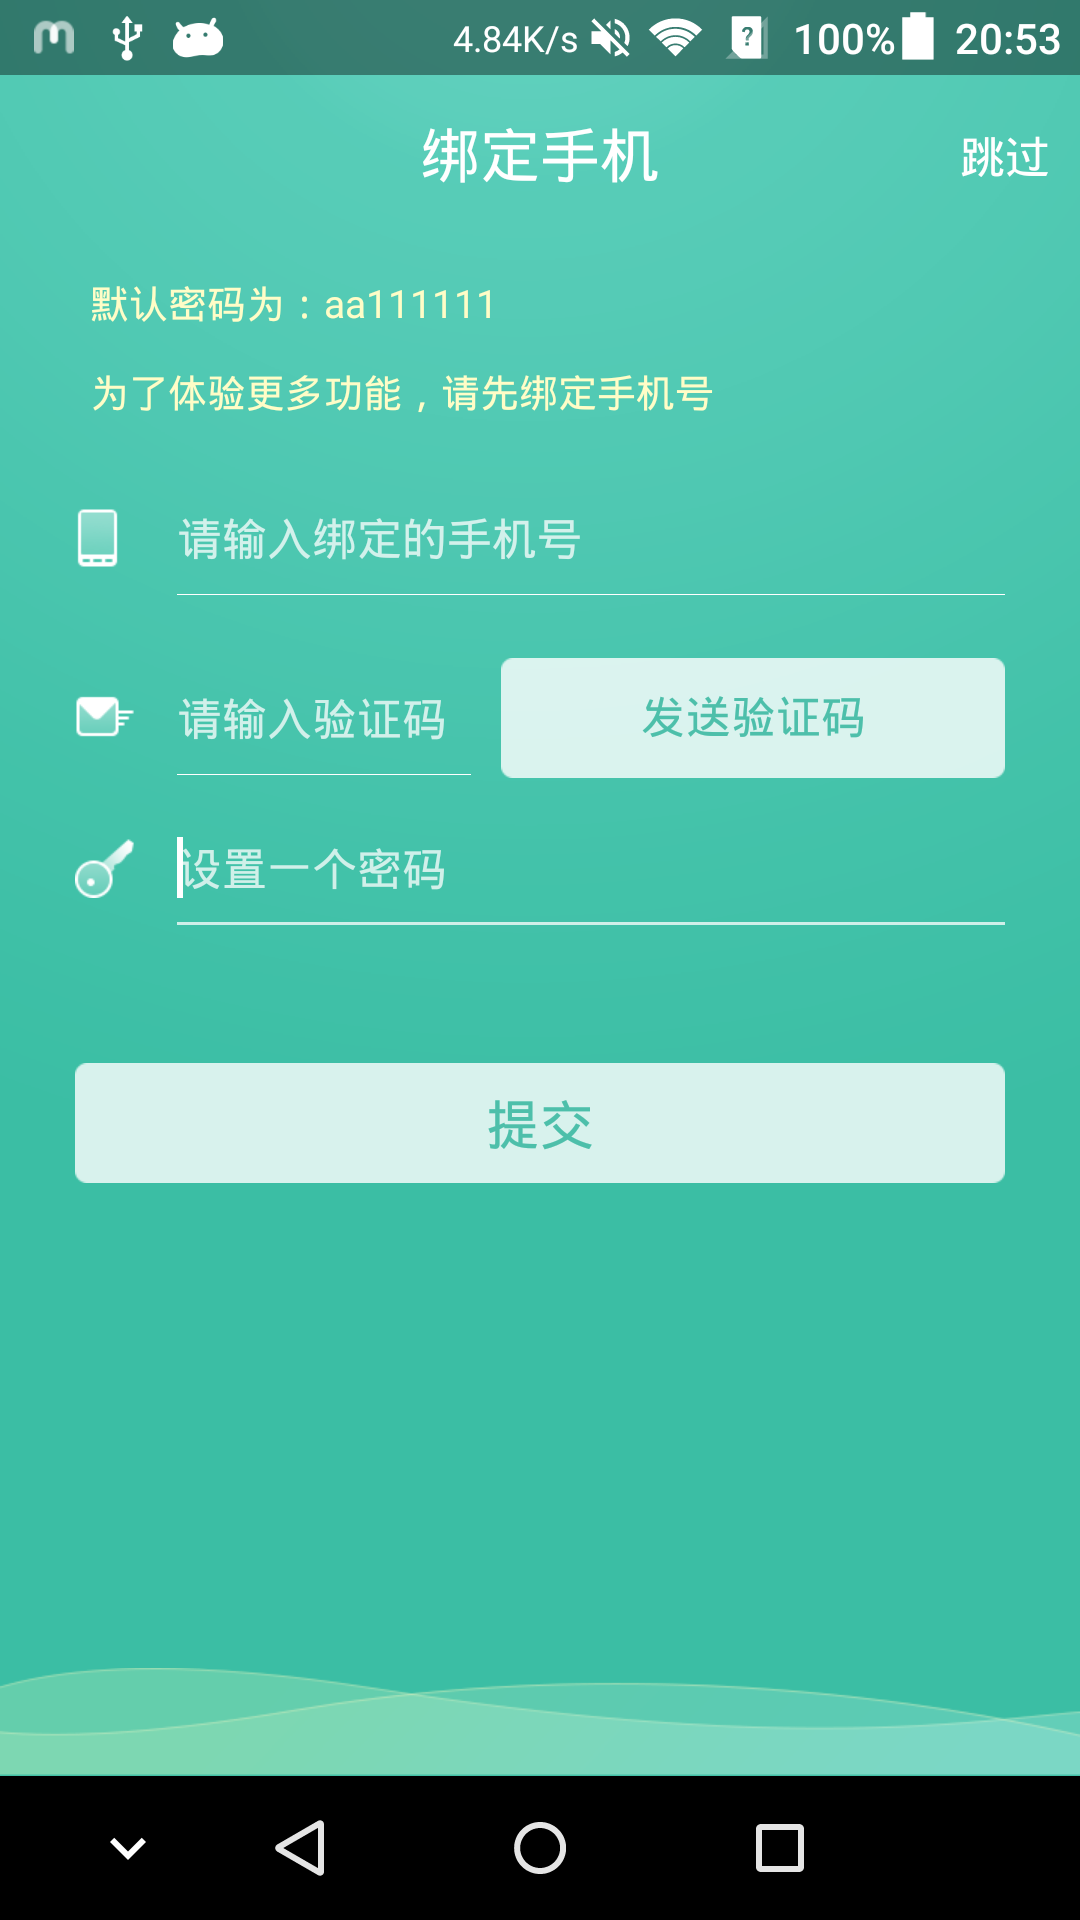 4.84K/s 100% 20:53
绑定手机 跳过
默认密码为：aa111111
为了体验更多功能，请先绑定手机号
请输入绑定的手机号
请输入验证码 发送验证码
设置一个密码
提交